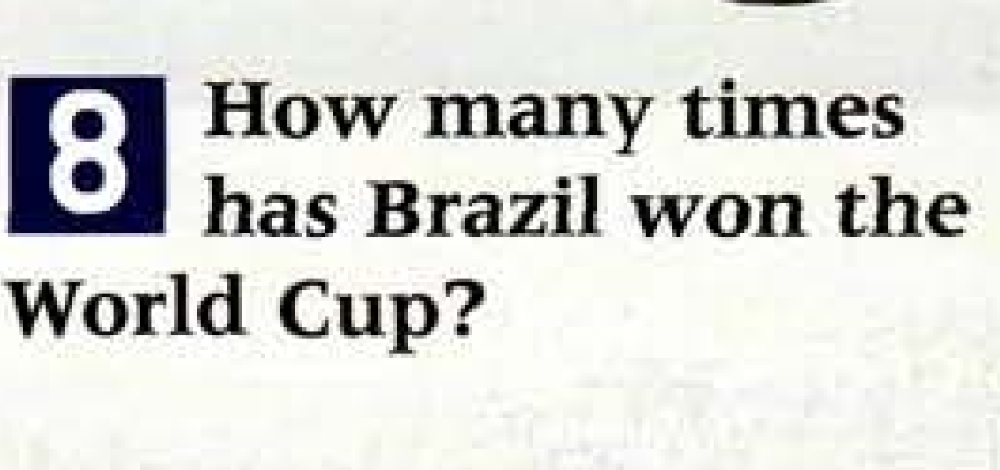 8 How many times
has Brazil won the
World Cup?